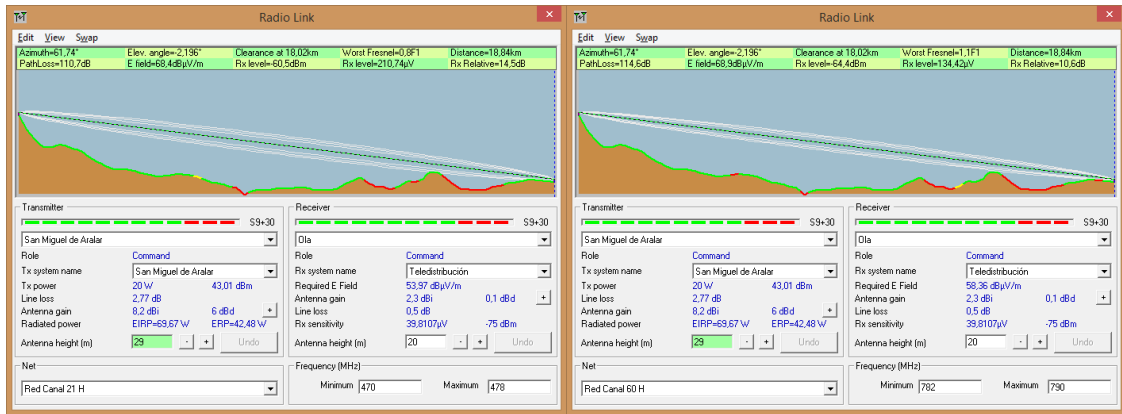 Radio Link
Edit View Swap
Azimuth=61,74° Elev. angle=-2,196° Clearance at 18,02km Worst Fresnel=0,8F1 Distance=18,84km
PathLoss=110,7dB E field=68,4dBµV/m Rx level=-60,5dBm Rx level=210,74µV Rx Relative=14,5dB
Transmitter
S9+30
San Miguel de Aralar
Role Command
Tx system name San Miguel de Aralar
Tx power 20 W 43,01 dBm
Line loss 2,77 dB
Antenna gain 8,2 dBi 6 dBd +
Radiated power EIRP=69,67 W ERP=42,48 W
Antenna height (m) 29 - + Undo
Net
Red Canal 21 H
Receiver
S9+30
Ola
Role Command
Rx system name Teledistribución
Required E Field 53,97 dBµV/m
Antenna gain 2,3 dBi 0,1 dBd +
Line loss 0,5 dB
Rx sensitivity 39,8107µV -75 dBm
Antenna height (m) 20 - + Undo
Frequency (MHz)
Minimum 470 Maximum 478
Radio Link
Edit View Swap
Azimuth=61,74° Elev. angle=-2,196° Clearance at 18,02km Worst Fresnel=1,1F1 Distance=18,84km
PathLoss=114,6dB E field=68,9dBµV/m Rx level=-64,4dBm Rx level=134,42µV Rx Relative=10,6dB
Transmitter
S9+30
San Miguel de Aralar
Role Command
Tx system name San Miguel de Aralar
Tx power 20 W 43,01 dBm
Line loss 2,77 dB
Antenna gain 8,2 dBi 6 dBd +
Radiated power EIRP=69,67 W ERP=42,48 W
Antenna height (m) 29 - + Undo
Net
Red Canal 60 H
Receiver
S9+30
Ola
Role Command
Rx system name Teledistribución
Required E Field 58,36 dBµV/m
Antenna gain 2,3 dBi 0,1 dBd +
Line loss 0,5 dB
Rx sensitivity 39,8107µV -75 dBm
Antenna height (m) 20 - + Undo
Frequency (MHz)
Minimum 782 Maximum 790